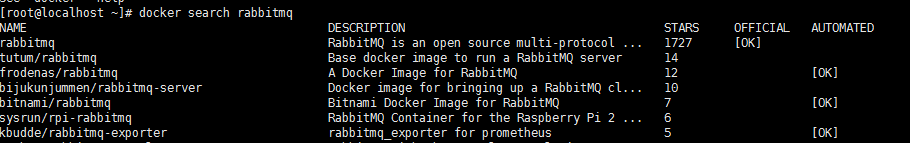 [root@localhost ~]# docker search rabbitmq
NAME DESCRIPTION STARS OFFICIAL AUTOMATED
rabbitmq RabbitMQ is an open source multi-protocol ... 1727 [OK]
tutum/rabbitmq Base docker image to run a RabbitMQ server 14
frodenas/rabbitmq A Docker Image for RabbitMQ 12 [OK]
bijukunjummen/rabbitmq-server Docker image for bringing up a RabbitMQ cl... 10
bitnami/rabbitmq Bitnami Docker Image for RabbitMQ 7 [OK]
sysrun/rpi-rabbitmq RabbitMQ Container for the Raspberry Pi 2 ... 6
kbudde/rabbitmq-exporter rabbitmq_exporter for prometheus 5 [OK]